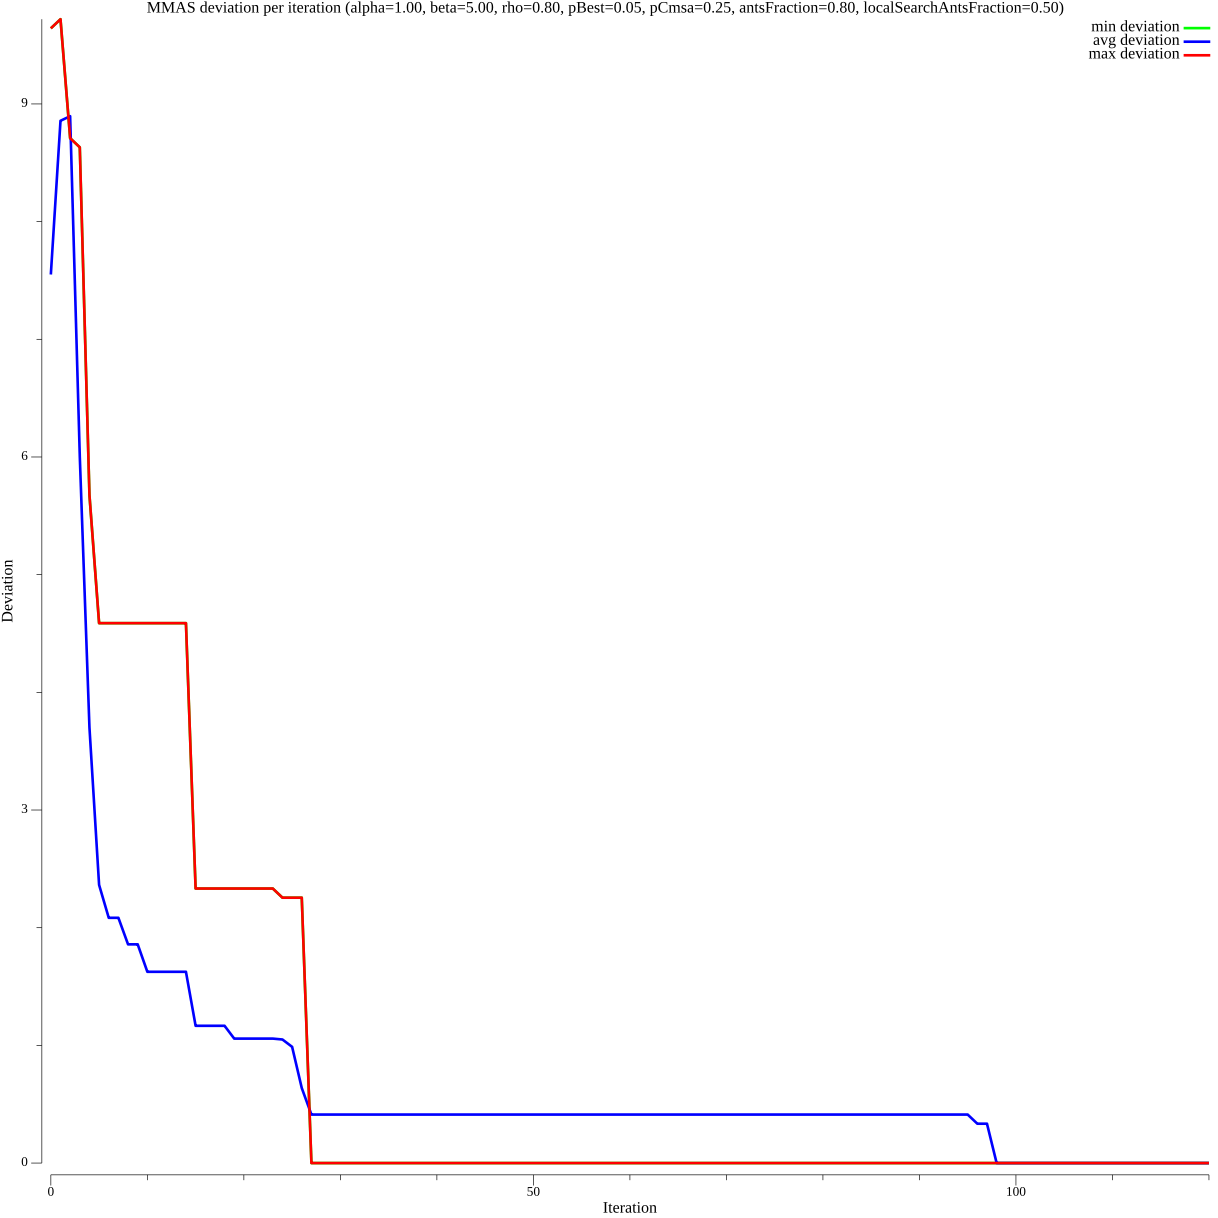 MMAS deviation per iteration (alpha=1.00, beta=5.00, rho=0.80, pBest=0.05, pCmsa=0.25, antsFraction=0.80, localSearchAntsFraction=0.50)
min deviation
avg deviation
max deviation
9
6
3
0
Deviation
0 50 100
Iteration